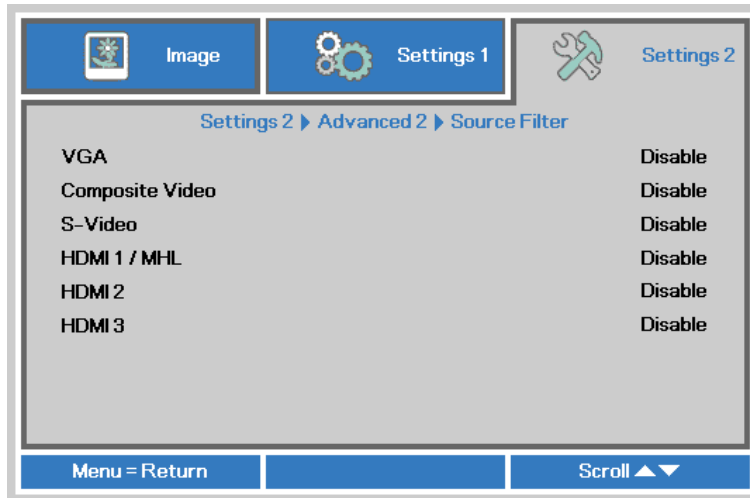 Image Settings 1 Settings 2
Settings 2 ▶ Advanced 2 ▶ Source Filter
VGA Disable
Composite Video Disable
S-Video Disable
HDMI 1 / MHL Disable
HDMI 2 Disable
HDMI 3 Disable
Menu = Return Scroll ▲▼